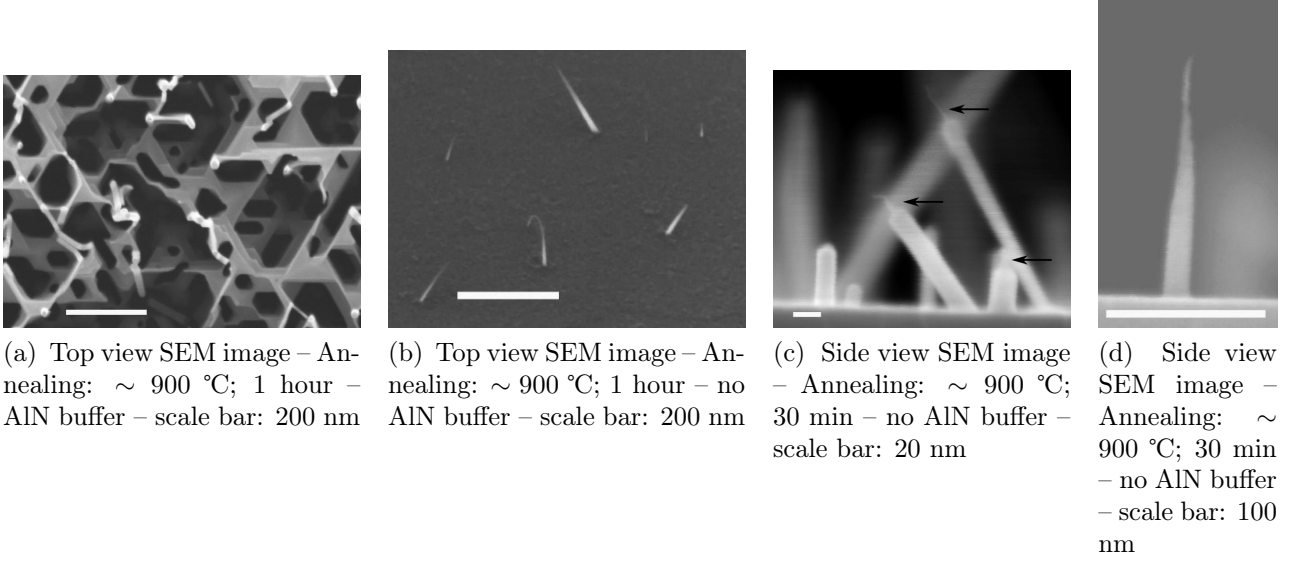 (a) Top view SEM image – An-
nealing: ∼ 900 ℃; 1 hour –
AlN buffer – scale bar: 200 nm
(b) Top view SEM image – An-
nealing: ∼ 900 ℃; 1 hour – no
AlN buffer – scale bar: 200 nm
(c) Side view SEM image
– Annealing: ∼ 900 ℃;
30 min – no AlN buffer –
scale bar: 20 nm
(d) Side view
SEM image –
Annealing: ∼
900 ℃; 30 min
– no AlN buffer
– scale bar: 100
nm